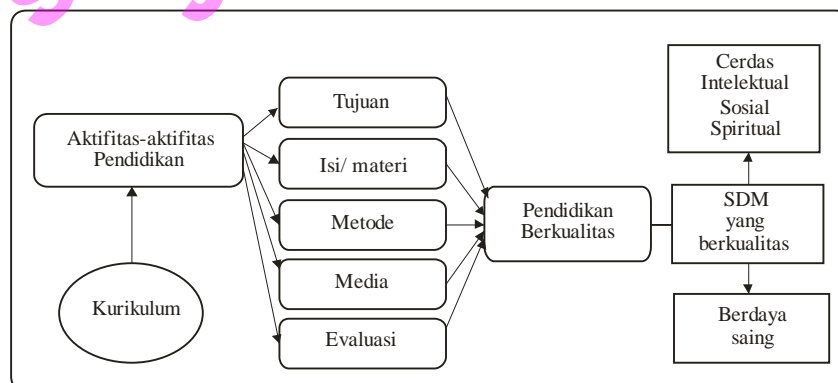 Aktifitas-aktifitas
Pendidikan
Kurikulum
Tujuan
Isi/ materi
Metode
Media
Evaluasi
Pendidikan
Berkualitas
Cerdas
Intelektual
Sosial
Spiritual
SDM
yang
berkualitas
Berdaya
saing